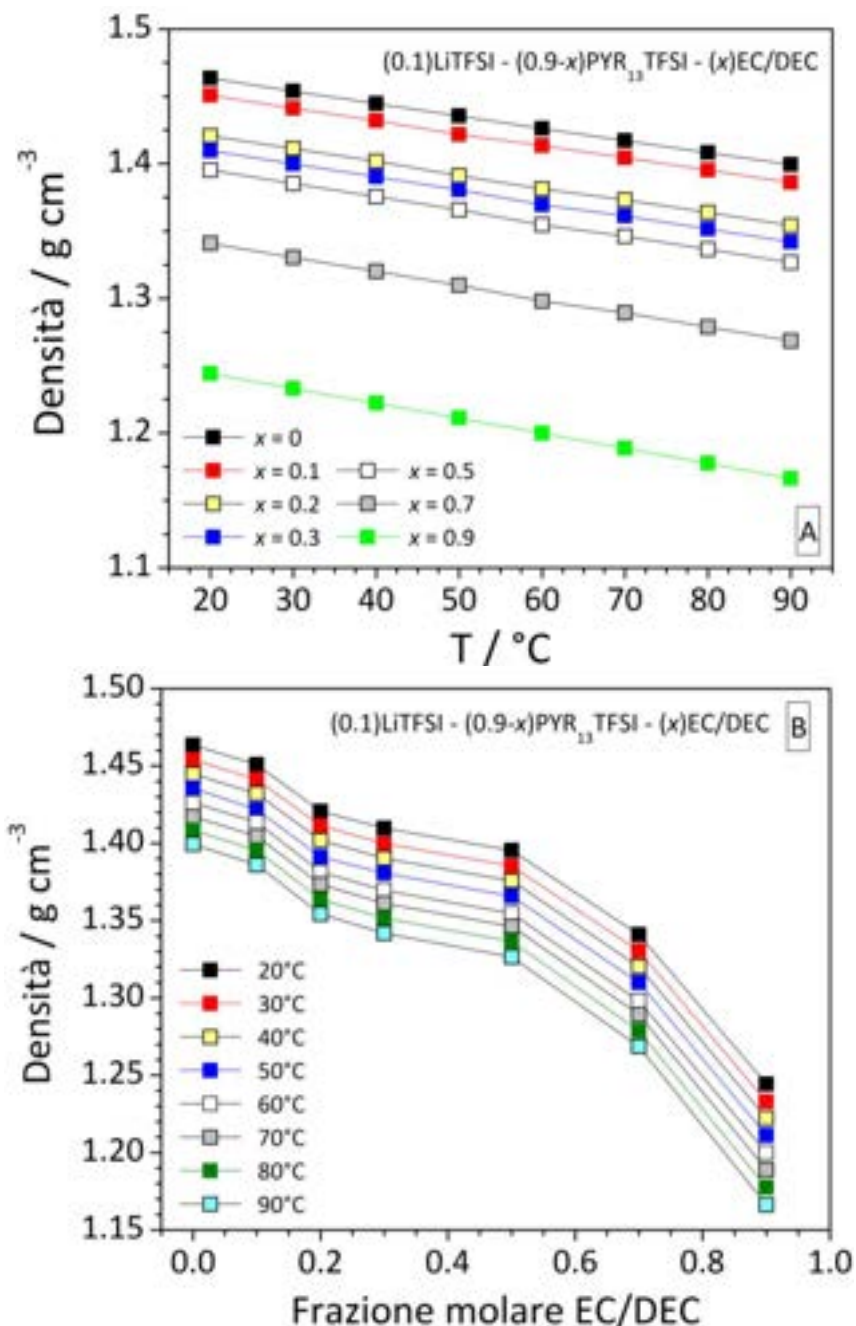 (0.1)LiTFSI - (0.9-x)PYR₁₃TFSI - (x)EC/DEC
1.5
1.4
1.3
1.2
1.1
Densità / g cm⁻³
x = 0
x = 0.1
x = 0.5
x = 0.2
x = 0.7
x = 0.3
x = 0.9
A
20 30 40 50 60 70 80 90
T / °C
(0.1)LiTFSI - (0.9-x)PYR₁₃TFSI - (x)EC/DEC
B
1.50
1.45
1.40
1.35
1.30
1.25
1.20
1.15
Densità / g cm⁻³
20°C
30°C
40°C
50°C
60°C
70°C
80°C
90°C
0.0 0.2 0.4 0.6 0.8 1.0
Frazione molare EC/DEC